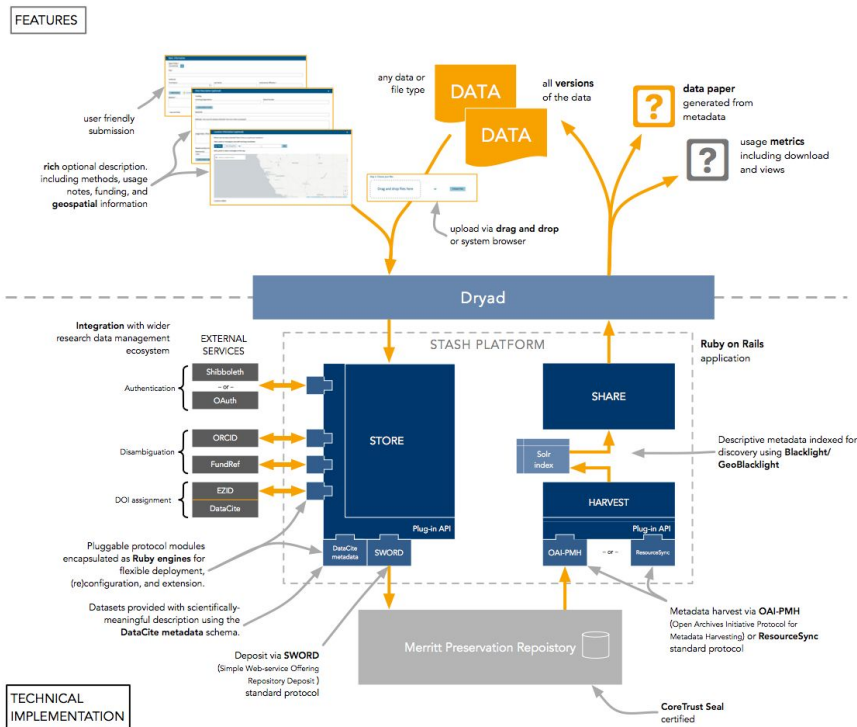 FEATURES
user friendly
submission
rich optional description.
including methods, usage
notes, funding, and
geospatial information
any data or
file type
DATA
DATA
all versions
of the data
data paper
generated from
metadata
usage metrics
including download
and views
Drag and drop files here
upload via drag and drop
or system browser
Dryad
Integration with wider
research data management
ecosystem
EXTERNAL
SERVICES
Authentication
Shibboleth
– or –
OAuth
Disambiguation
ORCID
FundRef
DOI assignment
EZID
DataCite
STASH PLATFORM
STORE
Plug-in API
DataCite
metadata
SWORD
Ruby on Rails
application
SHARE
Solr
index
HARVEST
Plug-in API
OAI-PMH
– or –
ResourceSync
Descriptive metadata indexed for
discovery using Blacklight/
GeoBlacklight
Pluggable protocol modules
encapsulated as Ruby engines for
flexible deployment,
(re)configuration, and extension.
Datasets provided with scientifically-
meaningful description using the
DataCite metadata schema.
Deposit via SWORD
(Simple Web-service Offering
Repository Deposit )
standard protocol
Merritt Preservation Repoistory
Metadata harvest via OAI-PMH
(Open Archives Initiative Protocol for
Metadata Harvesting) or ResourceSync
standard protocol
CoreTrust Seal
certified
TECHNICAL
IMPLEMENTATION